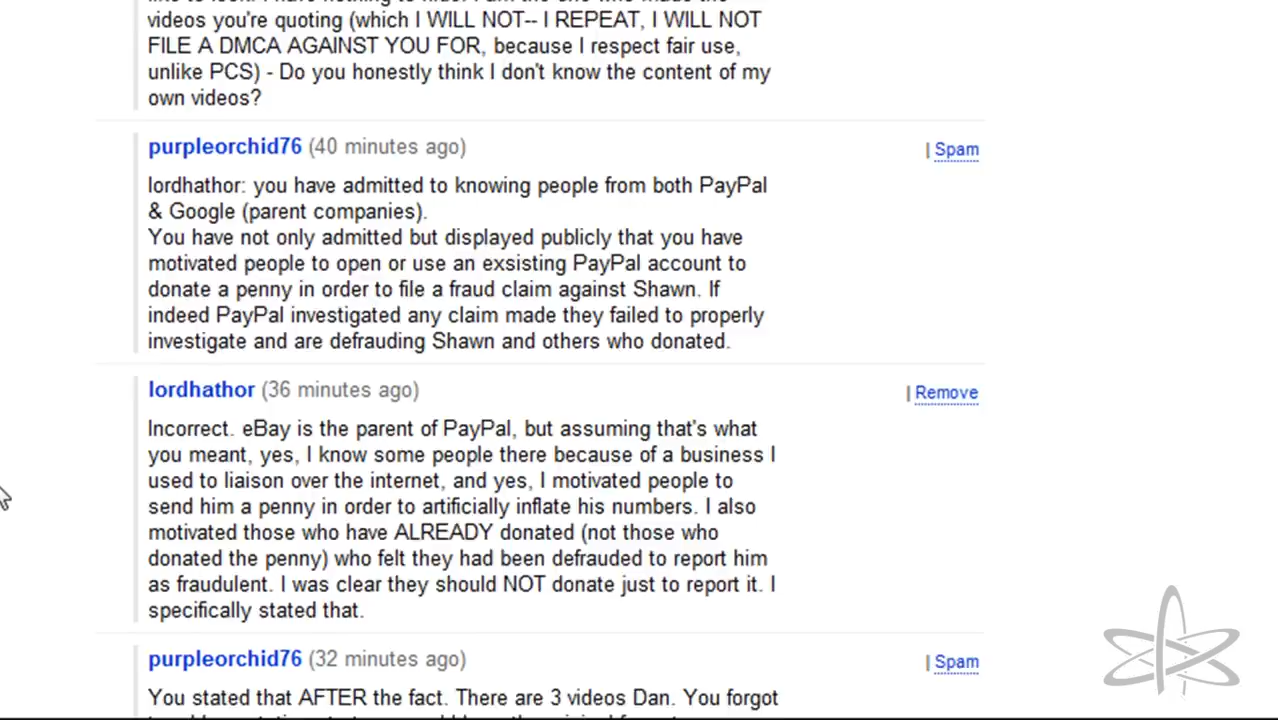 videos you're quoting (which I WILL NOT-- I REPEAT, I WILL NOT
FILE A DMCA AGAINST YOU FOR, because I respect fair use,
unlike PCS) - Do you honestly think I don't know the content of my
own videos?
purpleorchid76 (40 minutes ago) | Spam
lordhathor: you have admitted to knowing people from both PayPal
& Google (parent companies).
You have not only admitted but displayed publicly that you have
motivated people to open or use an exsisting PayPal account to
donate a penny in order to file a fraud claim against Shawn. If
indeed PayPal investigated any claim made they failed to properly
investigate and are defrauding Shawn and others who donated.
lordhathor (36 minutes ago) | Remove
Incorrect. eBay is the parent of PayPal, but assuming that's what
you meant, yes, I know some people there because of a business I
used to liaison over the internet, and yes, I motivated people to
send him a penny in order to artificially inflate his numbers. I also
motivated those who have ALREADY donated (not those who
donated the penny) who felt they had been defrauded to report him
as fraudulent. I was clear they should NOT donate just to report it. I
specifically stated that.
purpleorchid76 (32 minutes ago) | Spam
You stated that AFTER the fact. There are 3 videos Dan. You forgot